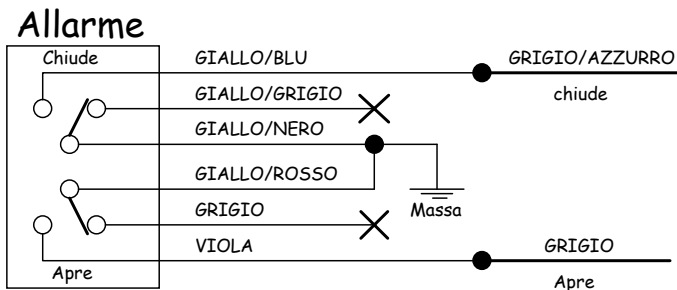 Allarme
Chiude
GIALLO/BLU
GRIGIO/AZZURRO
GIALLO/GRIGIO
chiude
GIALLO/NERO
GIALLO/ROSSO
Massa
GRIGIO
VIOLA
GRIGIO
Apre
Apre